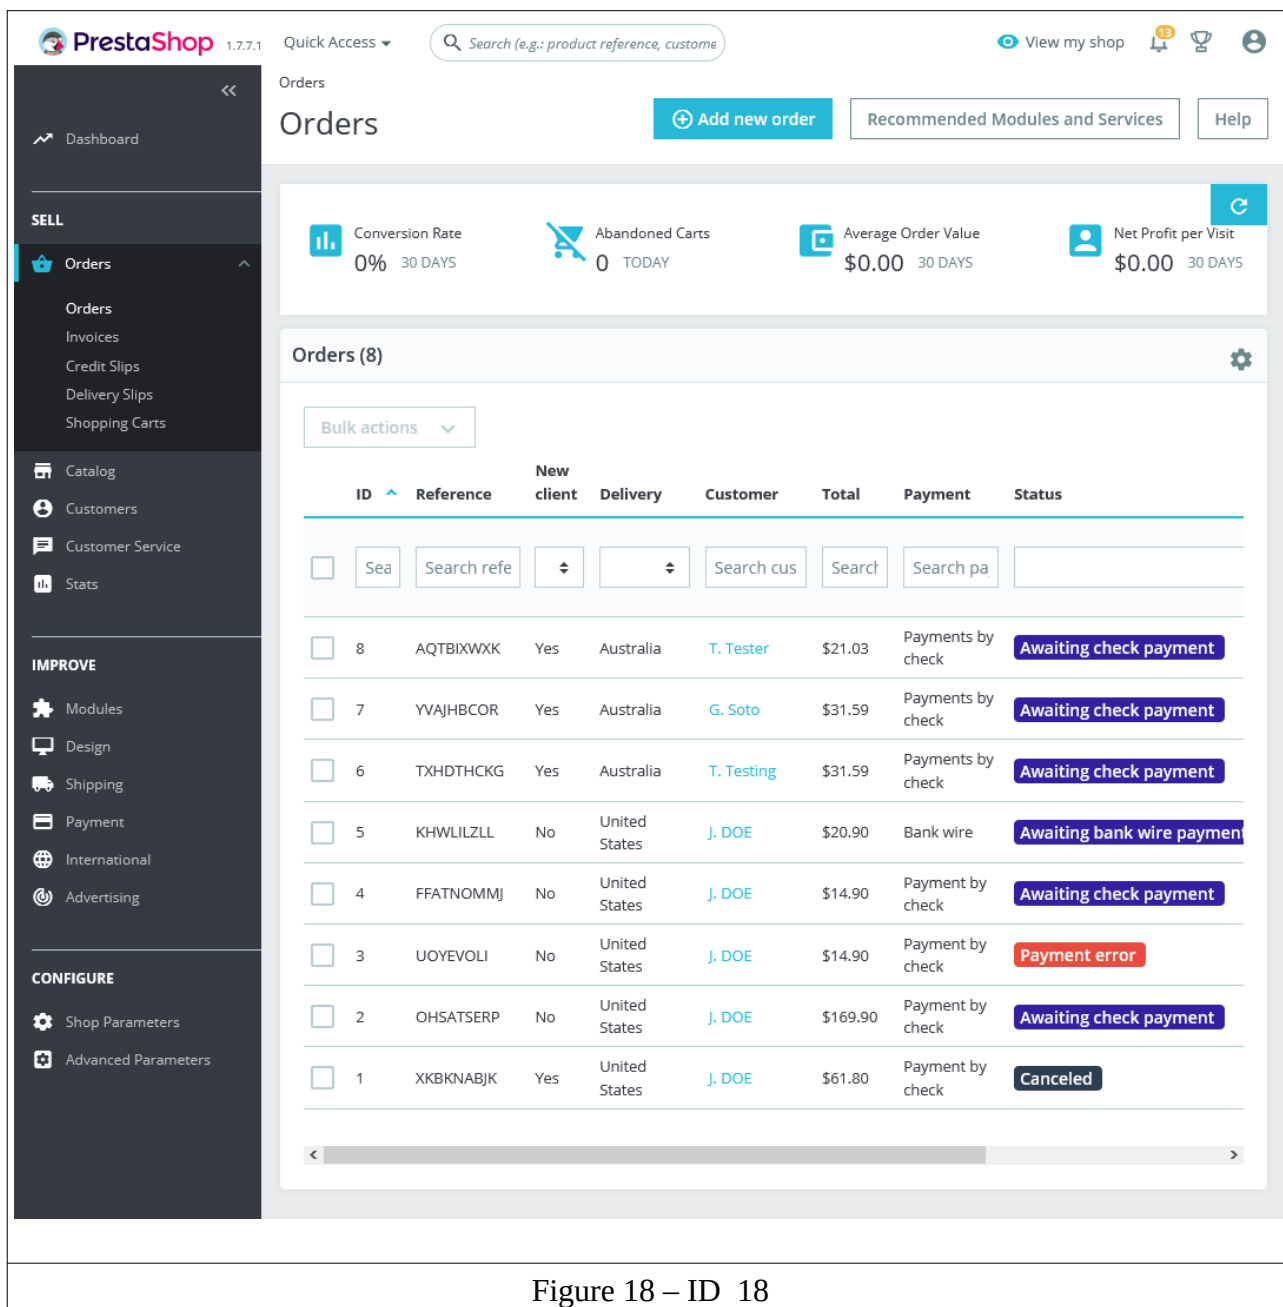 PrestaShop 1.7.7.1 Quick Access Search (e.g.: product reference, custome View my shop 13
Orders
Orders Add new order Recommended Modules and Services Help
Dashboard
SELL
Orders
Orders
Invoices
Credit Slips
Delivery Slips
Shopping Carts
Catalog
Customers
Customer Service
Stats
IMPROVE
Modules
Design
Shipping
Payment
International
Advertising
CONFIGURE
Shop Parameters
Advanced Parameters
Conversion Rate
0% 30 DAYS
Abandoned Carts
0 TODAY
Average Order Value
$0.00 30 DAYS
Net Profit per Visit
$0.00 30 DAYS
Orders (8)
Bulk actions
ID Reference New client Delivery Customer Total Payment Status
Sea Search refe Search cus Search Search pa
8 AQTBIXWXK Yes Australia T. Tester $21.03 Payments by check Awaiting check payment
7 YVAJHBCOR Yes Australia G. Soto $31.59 Payments by check Awaiting check payment
6 TXHDTHCKG Yes Australia T. Testing $31.59 Payments by check Awaiting check payment
5 KHWLILZLL No United States J. DOE $20.90 Bank wire Awaiting bank wire payment
4 FFATNOMMJ No United States J. DOE $14.90 Payment by check Awaiting check payment
3 UOYEVOLI No United States J. DOE $14.90 Payment by check Payment error
2 OHSATSERP No United States J. DOE $169.90 Payment by check Awaiting check payment
1 XKBKNABJK Yes United States J. DOE $61.80 Payment by check Canceled
Figure 18 – ID_18